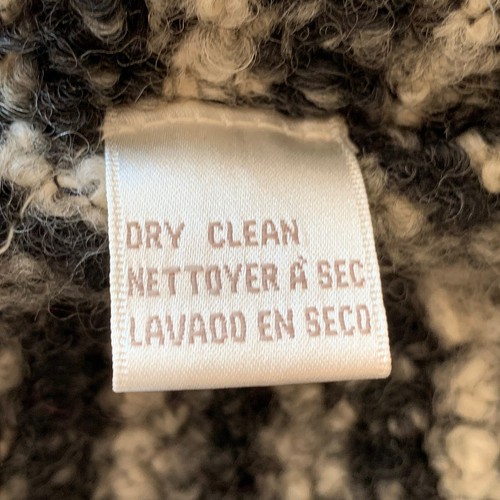 DRY CLEAN
NETTOYER À SEC
LAVADO EN SECO